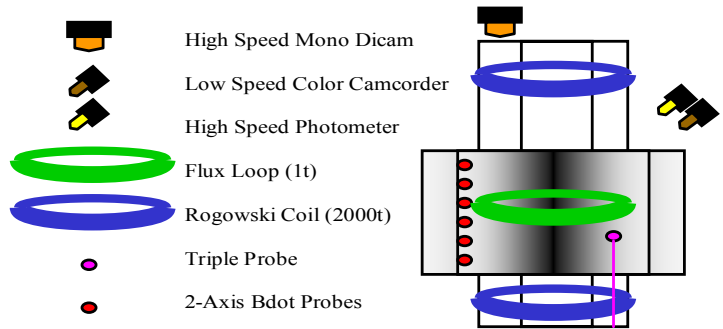 High Speed Mono Dicam
Low Speed Color Camcorder
High Speed Photometer
Flux Loop (1t)
Rogowski Coil (2000t)
Triple Probe
2-Axis Bdot Probes